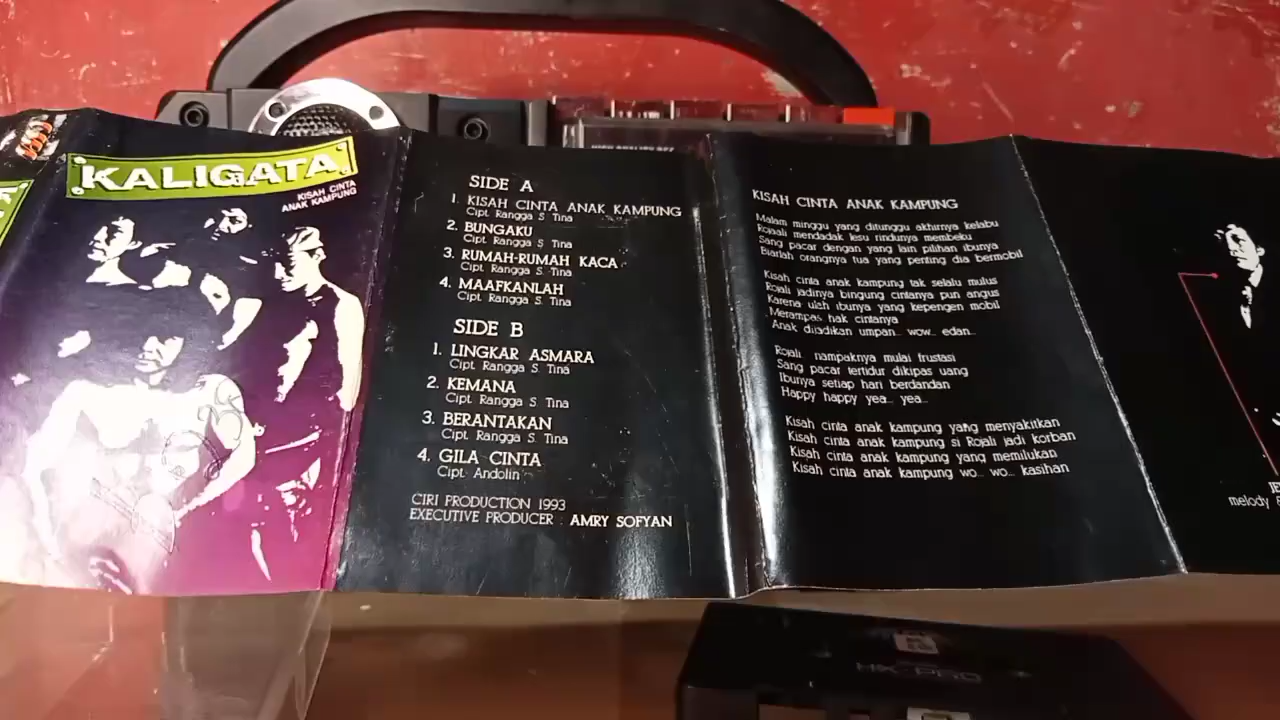 KALIGATA
KISAH CINTA
ANAK KAMPUNG
SIDE A
1. KISAH CINTA ANAK KAMPUNG
Cipt. Rangga S. Tina
2. BUNGAKU
Cipt. Rangga S. Tina
3. RUMAH-RUMAH KACA
Cipt. Rangga S. Tina
4. MAAFKANLAH
Cipt. Rangga S. Tina
SIDE B
1. LINGKAR ASMARA
Cipt. Rangga S. Tina
2. KEMANA
Cipt. Rangga S. Tina
3. BERANTAKAN
Cipt. Rangga S. Tina
4. GILA CINTA
Cipt. Andolin
CIRI PRODUCTION 1993
EXECUTIVE PRODUCER : AMRY SOFYAN
KISAH CINTA ANAK KAMPUNG
Malam minggu yang ditunggu akhirnya kelabu
Rojali mendadak lesu rindunya membeku
Sang pacar dengan yang lain pilihan ibunya
Biarlah orangnya tua yang penting dia bermobil
Kisah cinta anak kampung tak selalu mulus
Rojali jadinya bingung cintanya pun angus
Karena ulah ibunya yang kepengen mobil
Merampas hak cintanya
Anak dijadikan umpan... wow... edan...
Rojali nampaknya mulai frustasi
Sang pacar tertidur dikipas uang
Ibunya setiap hari berdandan
Happy happy yea... yea...
Kisah cinta anak kampung yang menyakitkan
Kisah cinta anak kampung si Rojali jadi korban
Kisah cinta anak kampung yang memilukan
Kisah cinta anak kampung wo... wo... kasihan
melody &